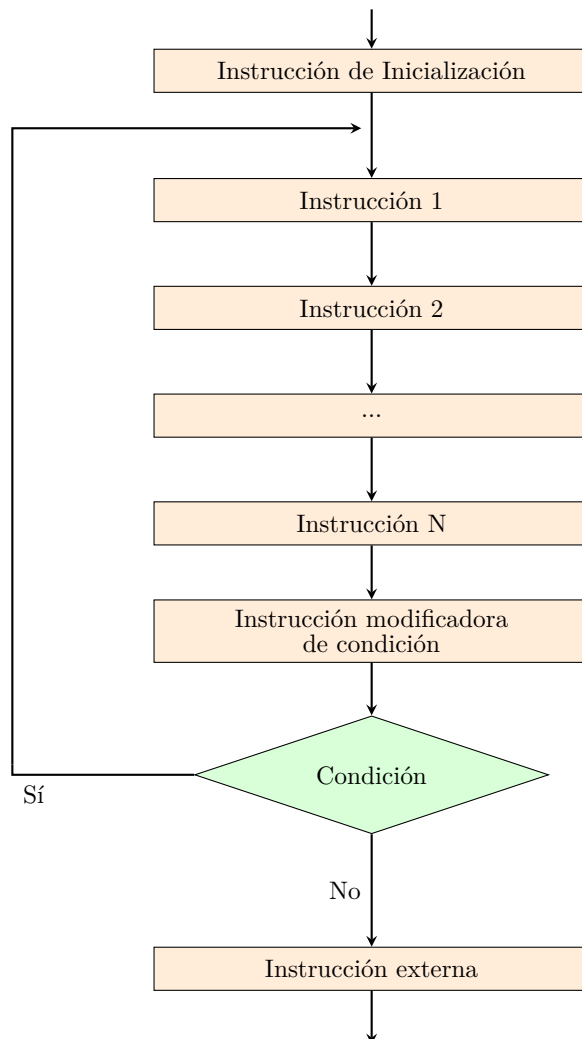 Instrucción de Inicialización
Instrucción 1
Instrucción 2
...
Instrucción N
Instrucción modificadora
de condición
Condición
Sí
No
Instrucción externa